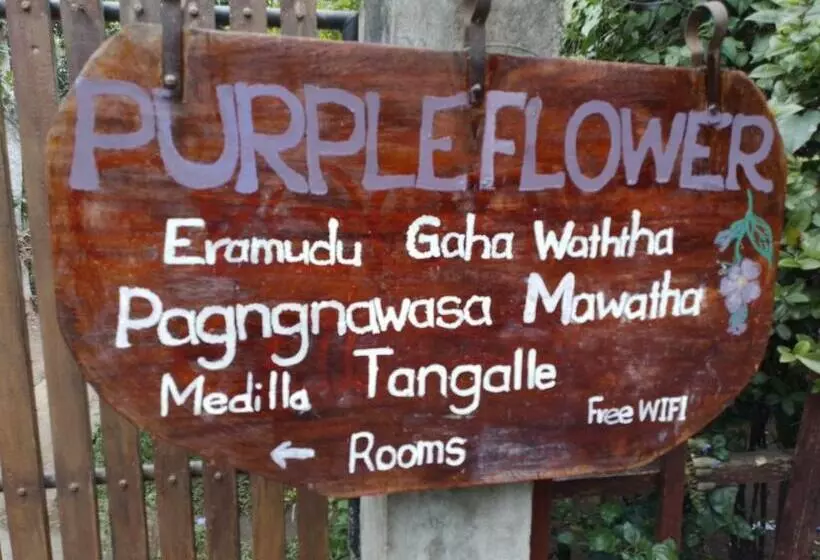 PURPLE FLOWER
Eramudu Gaha Waththa
Pagngnawasa Mawatha
Medilla Tangalle
Free WIFI
← Rooms